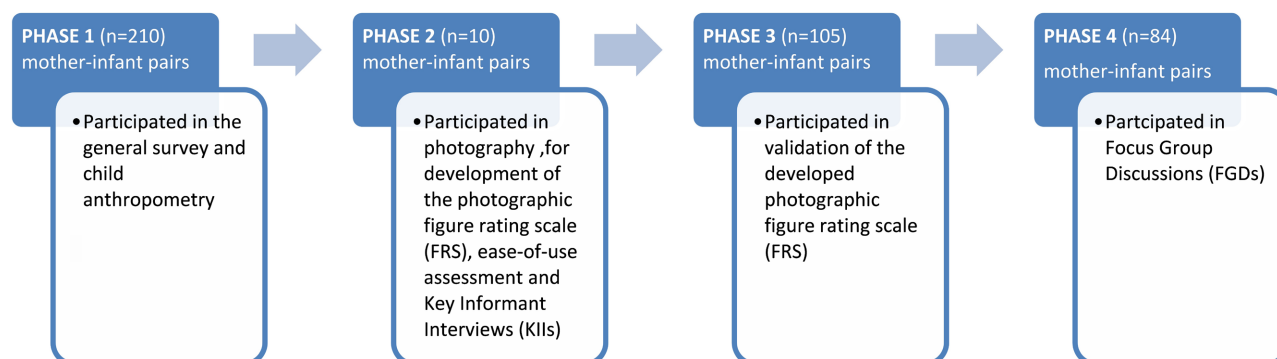 PHASE 1 (n=210)
mother-infant pairs
•Participated in the
general survey and
child
anthropometry
PHASE 2 (n=10)
mother-infant pairs
•Participated in
photography ,for
development of
the photographic
figure rating scale
(FRS), ease-of-use
assessment and
Key Informant
Interviews (KIIs)
PHASE 3 (n=105)
mother-infant pairs
•Participated in
validation of the
developed
photographic
figure rating scale
(FRS)
PHASE 4 (n=84)
mother-infant pairs
•Partcipated in
Focus Group
Discussions (FGDs)